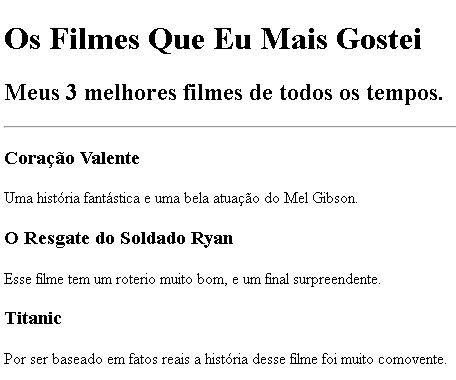 Os Filmes Que Eu Mais Gostei
Meus 3 melhores filmes de todos os tempos.
Coração Valente
Uma história fantástica e uma bela atuação do Mel Gibson.
O Resgate do Soldado Ryan
Esse filme tem um roterio muito bom, e um final surpreendente.
Titanic
Por ser baseado em fatos reais a história desse filme foi muito comovente.